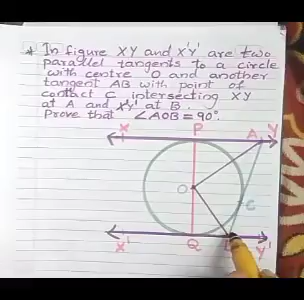 * In figure XY and X'Y' are two
parallel tangents to a circle
with centre O and another
tangent AB with point of
contact C intersecting XY
at A and X'Y' at B.
Prove that ∠AOB = 90°.
X P A Y
O
C
X' Q Y'